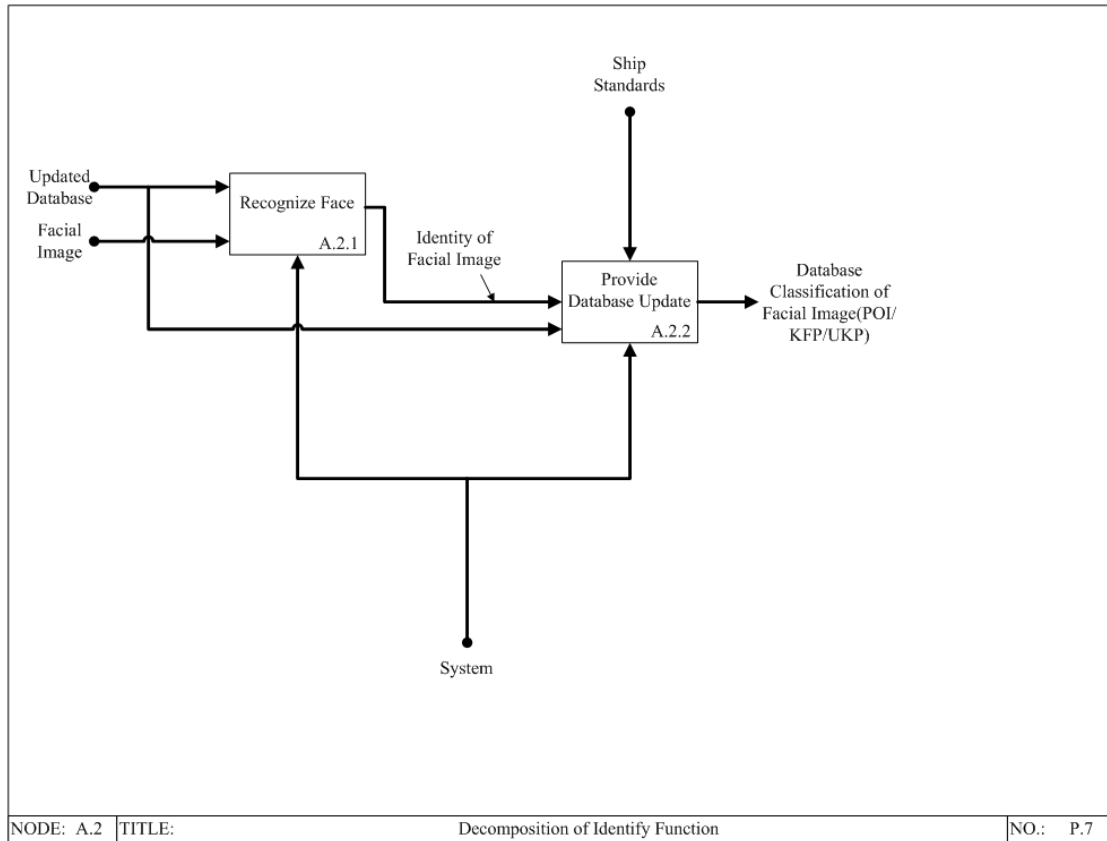 Ship
Standards
Updated
Database
Facial
Image
Recognize Face
A.2.1
Identity of
Facial Image
Provide
Database Update
A.2.2
Database
Classification of
Facial Image(POI/
KFP/UKP)
System
NODE: A.2 TITLE: Decomposition of Identify Function NO.: P.7